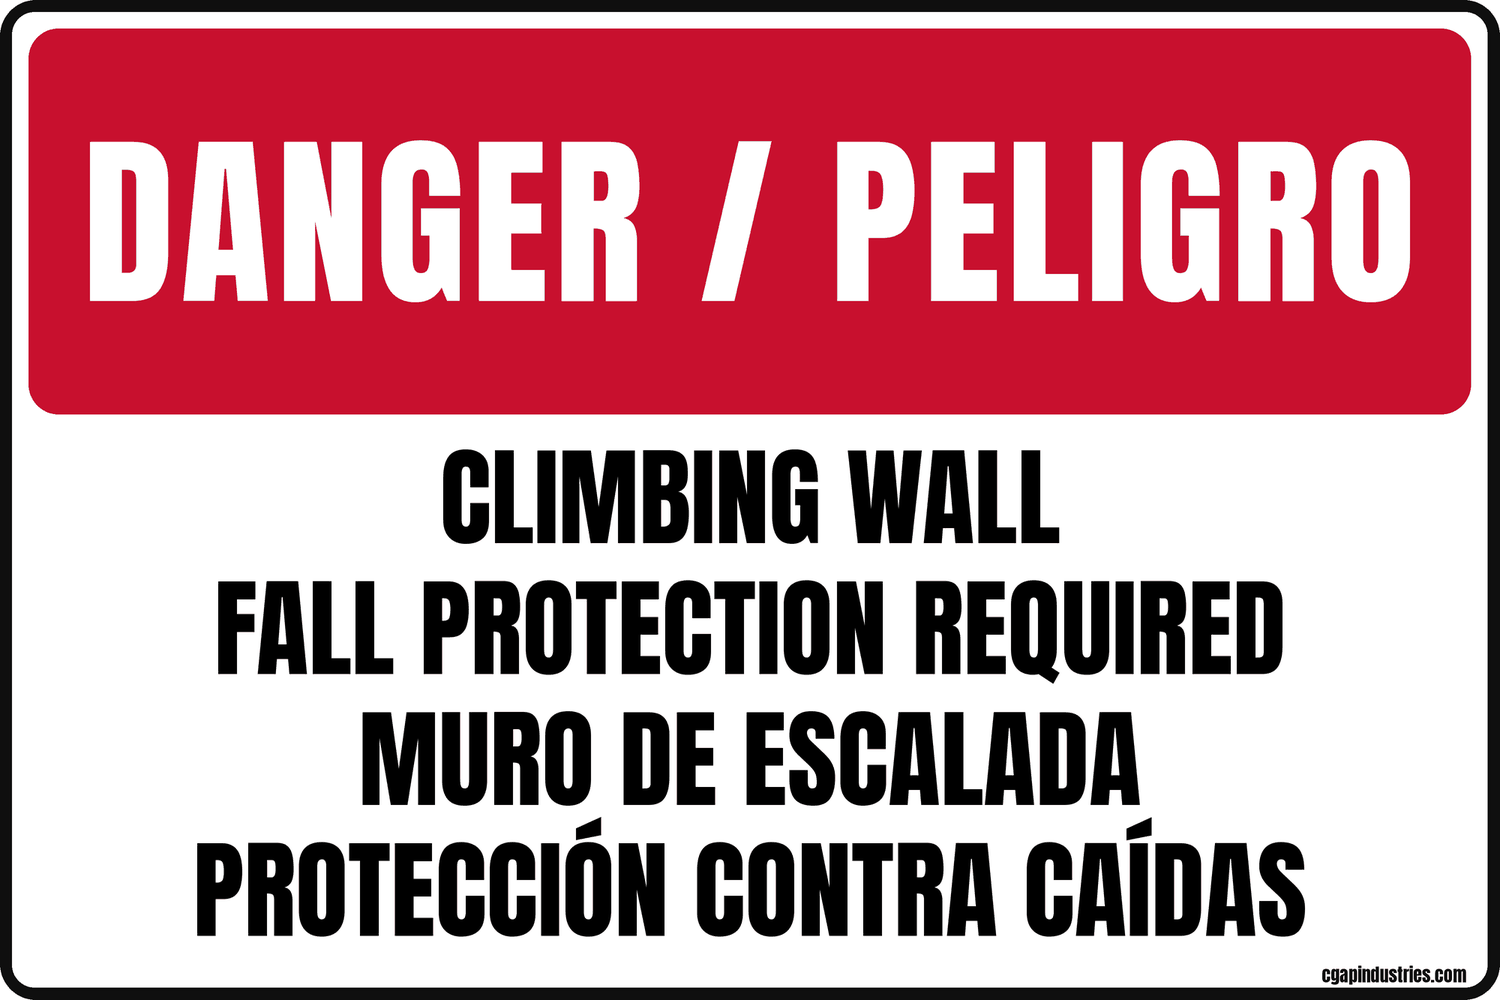 DANGER / PELIGRO
CLIMBING WALL
FALL PROTECTION REQUIRED
MURO DE ESCALADA
PROTECCIÓN CONTRA CAÍDAS
cgapindustries.com